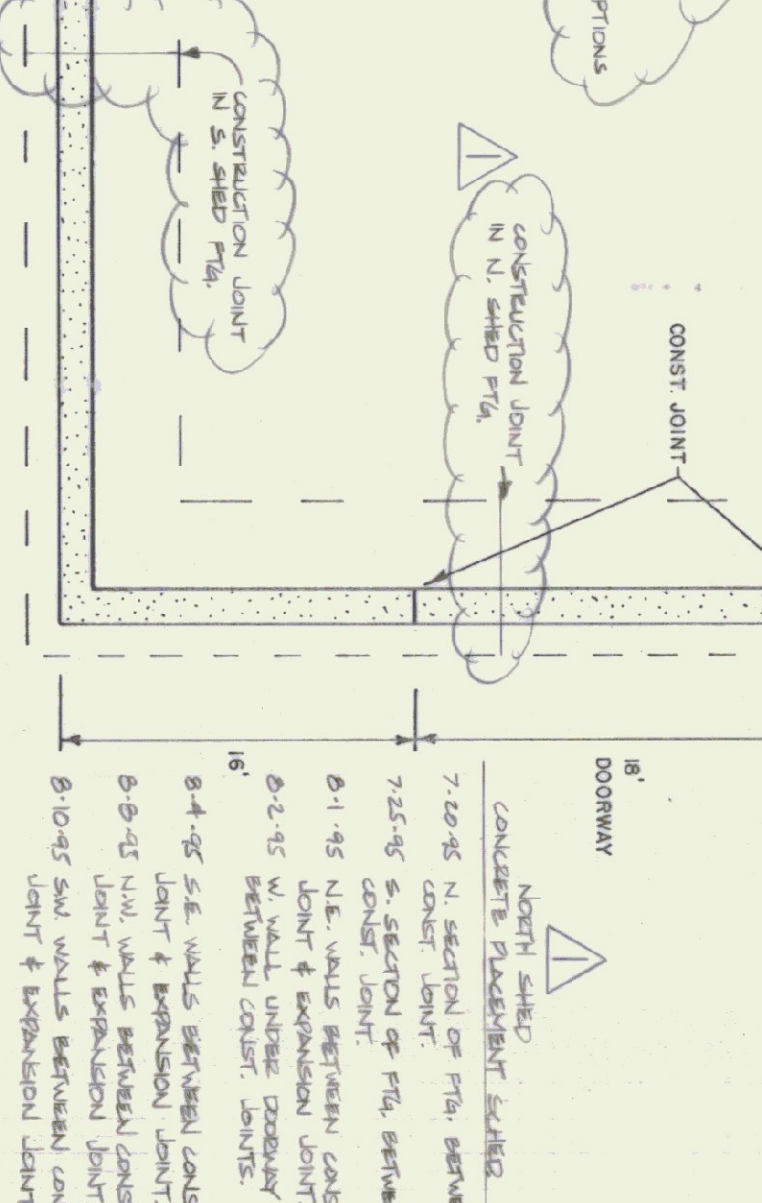 PTIONS
CONSTRUCTION JOINT
IN S. SHED FTG.
1
CONSTRUCTION JOINT
IN N. SHED FTG.
CONST. JOINT
16'
18'
DOORWAY
1
NORTH SHED
CONCRETE PLACEMENT SCHED
7-20-95 N. SECTION OF FTG. BETWE
CONST. JOINT.
7-25-95 S. SECTION OF FTG. BETWE
CONST. JOINT.
8-1-95 N.E. WALLS BETWEEN CONS
JOINT & EXPANSION JOINT
8-2-95 W. WALL UNDER DOORWAY
BETWEEN CONST. JOINTS.
8-4-95 S.E. WALLS BETWEEN CONS
JOINT & EXPANSION JOINT.
8-8-95 N.W. WALLS BETWEEN CONS
JOINT & EXPANSION JOINT
8-10-95 SW. WALLS BETWEEN CON
JOINT & EXPANSION JOINT